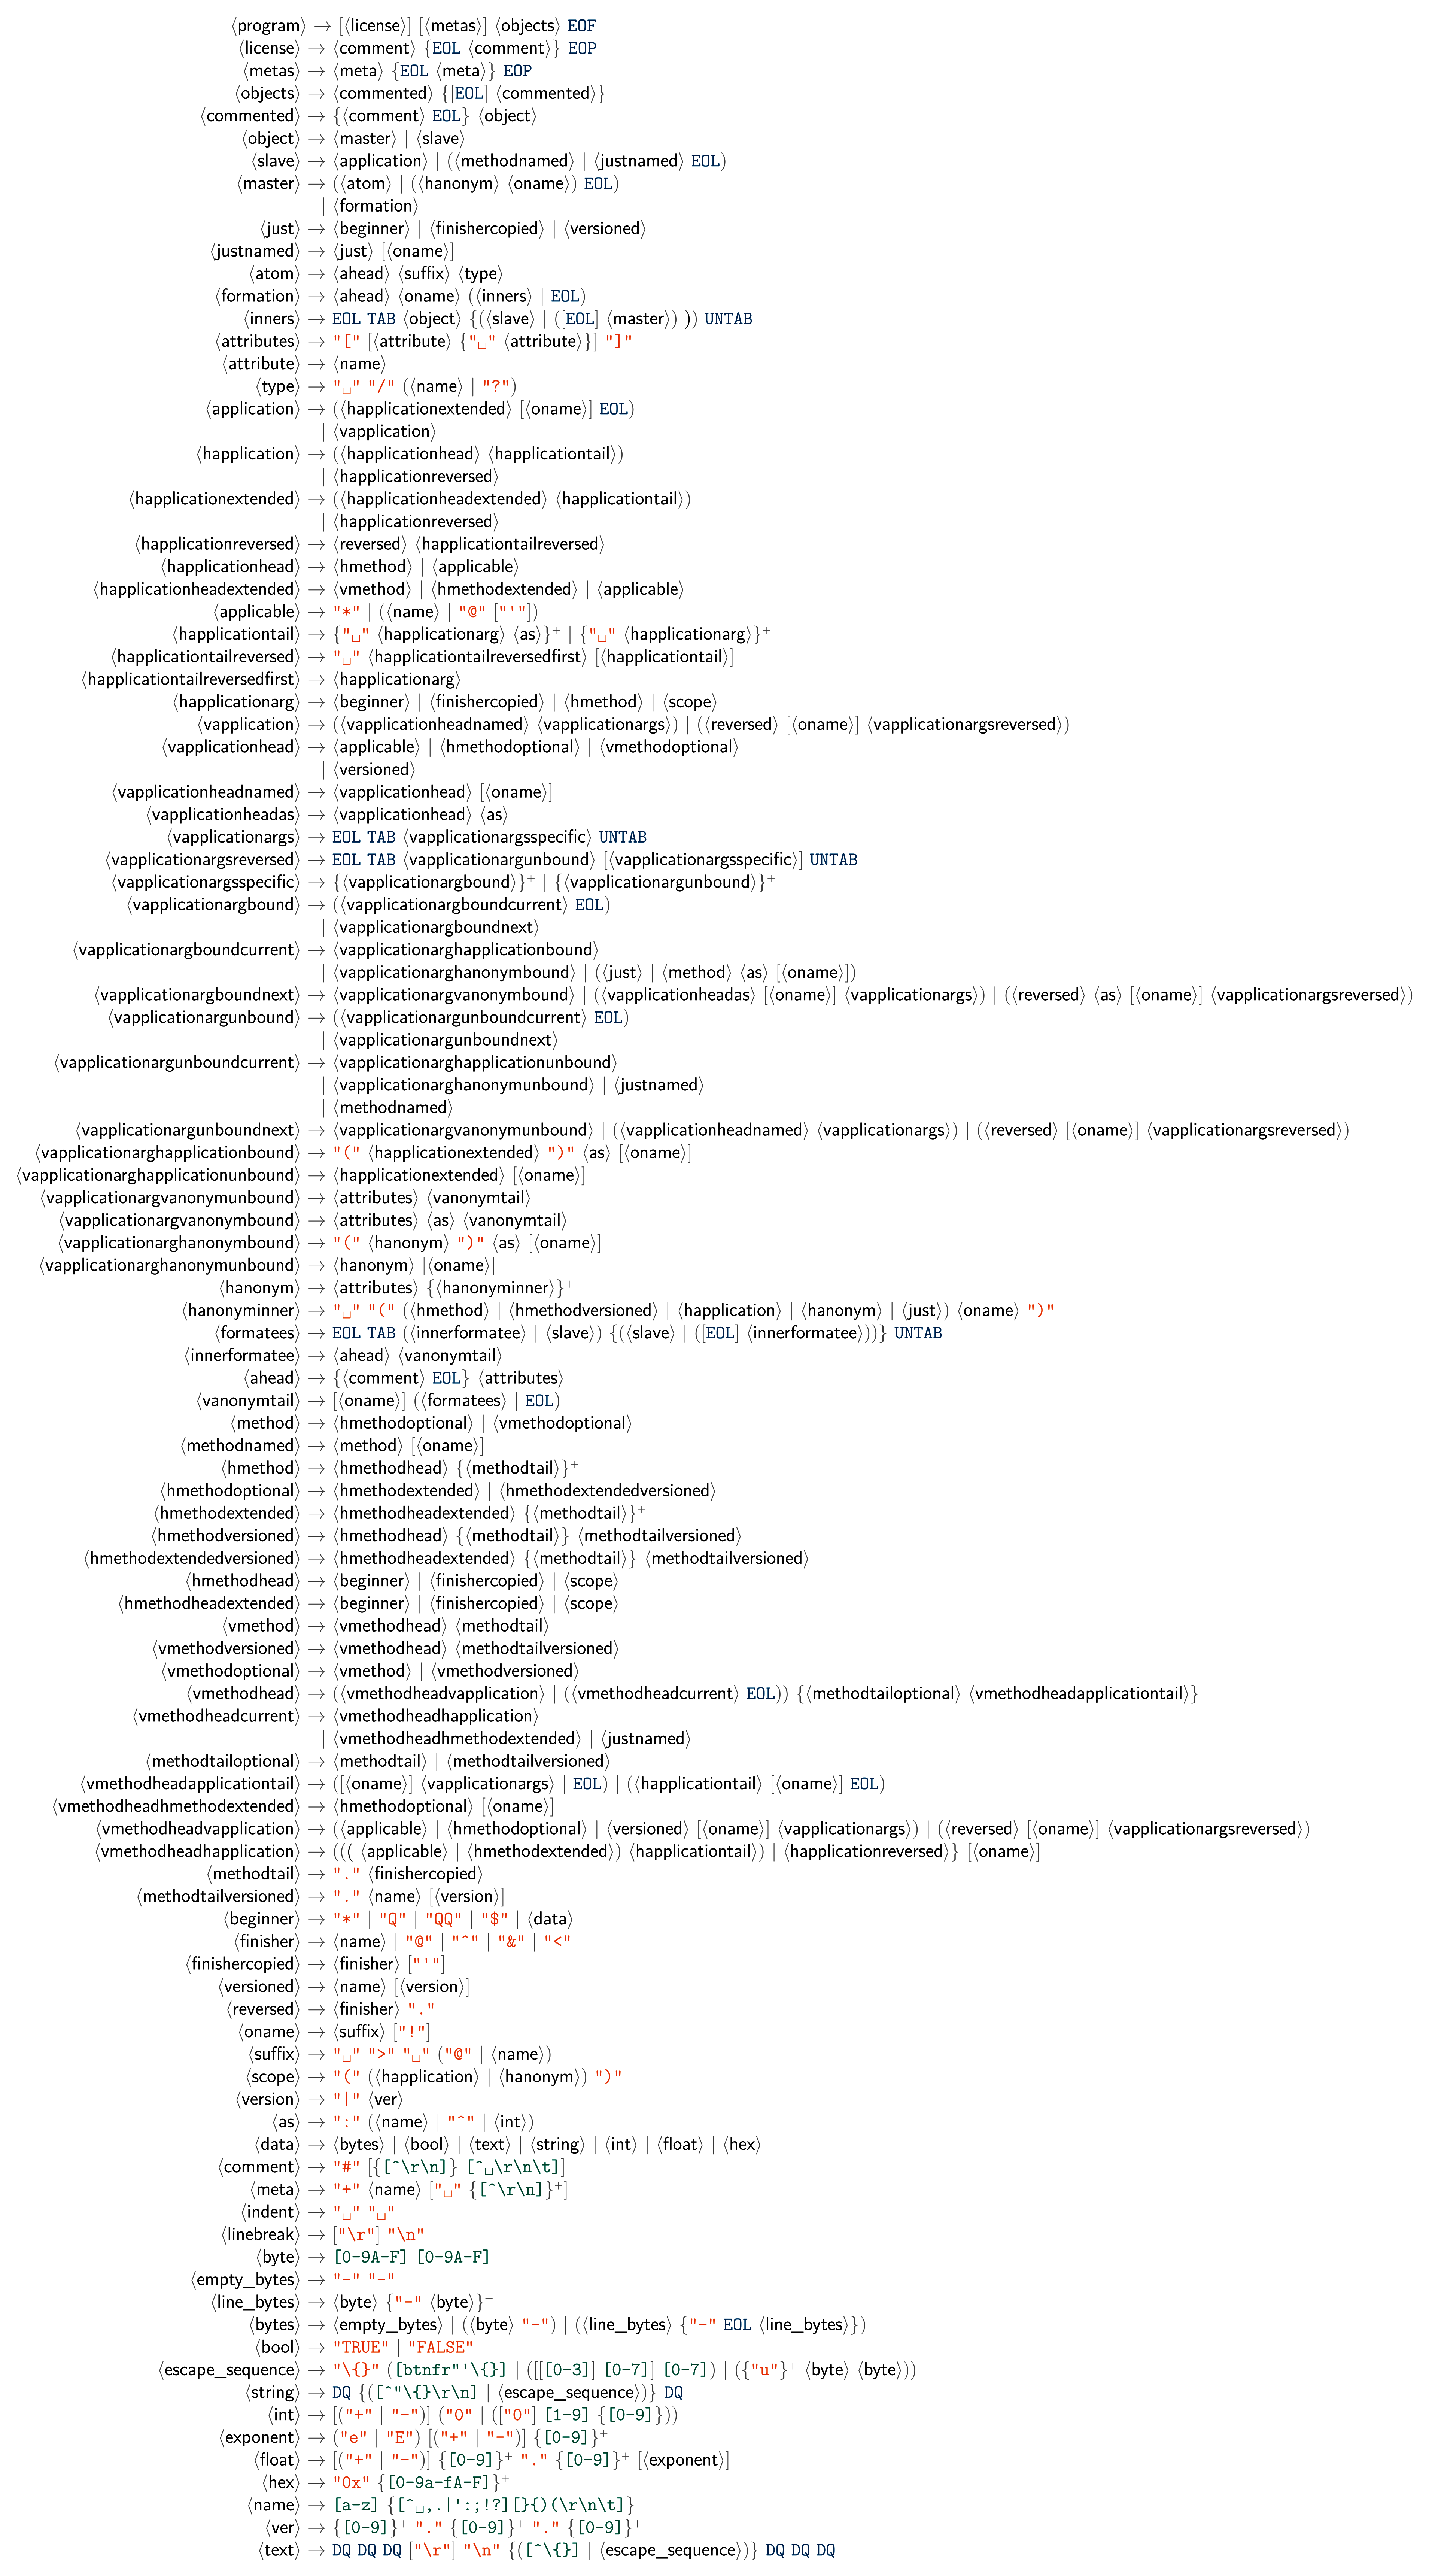 ⟨program⟩ → [⟨license⟩] [⟨metas⟩] ⟨objects⟩ EOF
⟨license⟩ → ⟨comment⟩ {EOL ⟨comment⟩} EOP
⟨metas⟩ → ⟨meta⟩ {EOL ⟨meta⟩} EOP
⟨objects⟩ → ⟨commented⟩ {[EOL] ⟨commented⟩}
⟨commented⟩ → {⟨comment⟩ EOL} ⟨object⟩
⟨object⟩ → ⟨master⟩ | ⟨slave⟩
⟨slave⟩ → ⟨application⟩ | (⟨methodnamed⟩ | ⟨justnamed⟩ EOL)
⟨master⟩ → (⟨atom⟩ | (⟨hanonym⟩ ⟨oname⟩) EOL)
| ⟨formation⟩
⟨just⟩ → ⟨beginner⟩ | ⟨finishercopied⟩ | ⟨versioned⟩
⟨justnamed⟩ → ⟨just⟩ [⟨oname⟩]
⟨atom⟩ → ⟨ahead⟩ ⟨suffix⟩ ⟨type⟩
⟨formation⟩ → ⟨ahead⟩ ⟨oname⟩ (⟨inners⟩ | EOL)
⟨inners⟩ → EOL TAB ⟨object⟩ {(⟨slave⟩ | ([EOL] ⟨master⟩) )) UNTAB
⟨attributes⟩ → "[" [⟨attribute⟩ {"␣" ⟨attribute⟩}] "]"
⟨attribute⟩ → ⟨name⟩
⟨type⟩ → "␣" "/" (⟨name⟩ | "?")
⟨application⟩ → (⟨happlicationextended⟩ [⟨oname⟩] EOL)
| ⟨vapplication⟩
⟨happlication⟩ → (⟨happlicationhead⟩ ⟨happlicationtail⟩)
| ⟨happlicationreversed⟩
⟨happlicationextended⟩ → (⟨happlicationheadextended⟩ ⟨happlicationtail⟩)
| ⟨happlicationreversed⟩
⟨happlicationreversed⟩ → ⟨reversed⟩ ⟨happlicationtailreversed⟩
⟨happlicationhead⟩ → ⟨hmethod⟩ | ⟨applicable⟩
⟨happlicationheadextended⟩ → ⟨vmethod⟩ | ⟨hmethodextended⟩ | ⟨applicable⟩
⟨applicable⟩ → "*" | (⟨name⟩ | "@" ["'"])
⟨happlicationtail⟩ → {"␣" ⟨happlicationarg⟩ ⟨as⟩}⁺ | {"␣" ⟨happlicationarg⟩}⁺
⟨happlicationtailreversed⟩ → "␣" ⟨happlicationtailreversedfirst⟩ [⟨happlicationtail⟩]
⟨happlicationtailreversedfirst⟩ → ⟨happlicationarg⟩
⟨happlicationarg⟩ → ⟨beginner⟩ | ⟨finishercopied⟩ | ⟨hmethod⟩ | ⟨scope⟩
⟨vapplication⟩ → (⟨vapplicationheadnamed⟩ ⟨vapplicationargs⟩) | (⟨reversed⟩ [⟨oname⟩] ⟨vapplicationargsreversed⟩)
⟨vapplicationhead⟩ → ⟨applicable⟩ | ⟨hmethodoptional⟩ | ⟨vmethodoptional⟩
| ⟨versioned⟩
⟨vapplicationheadnamed⟩ → ⟨vapplicationhead⟩ [⟨oname⟩]
⟨vapplicationheadas⟩ → ⟨vapplicationhead⟩ ⟨as⟩
⟨vapplicationargs⟩ → EOL TAB ⟨vapplicationargsspecific⟩ UNTAB
⟨vapplicationargsreversed⟩ → EOL TAB ⟨vapplicationargunbound⟩ [⟨vapplicationargsspecific⟩] UNTAB
⟨vapplicationargsspecific⟩ → {⟨vapplicationargbound⟩}⁺ | {⟨vapplicationargunbound⟩}⁺
⟨vapplicationargbound⟩ → (⟨vapplicationargboundcurrent⟩ EOL)
| ⟨vapplicationargboundnext⟩
⟨vapplicationargboundcurrent⟩ → ⟨vapplicationarghapplicationbound⟩
| ⟨vapplicationarghanonymbound⟩ | (⟨just⟩ | ⟨method⟩ ⟨as⟩ [⟨oname⟩])
⟨vapplicationargboundnext⟩ → ⟨vapplicationargvanonymbound⟩ | (⟨vapplicationheadas⟩ [⟨oname⟩] ⟨vapplicationargs⟩) | (⟨reversed⟩ ⟨as⟩ [⟨oname⟩] ⟨vapplicationargsreversed⟩)
⟨vapplicationargunbound⟩ → (⟨vapplicationargunboundcurrent⟩ EOL)
| ⟨vapplicationargunboundnext⟩
⟨vapplicationargunboundcurrent⟩ → ⟨vapplicationarghapplicationunbound⟩
| ⟨vapplicationarghanonymunbound⟩ | ⟨justnamed⟩
| ⟨methodnamed⟩
⟨vapplicationargunboundnext⟩ → ⟨vapplicationargvanonymunbound⟩ | (⟨vapplicationheadnamed⟩ ⟨vapplicationargs⟩) | (⟨reversed⟩ [⟨oname⟩] ⟨vapplicationargsreversed⟩)
⟨vapplicationarghapplicationbound⟩ → "(" ⟨happlicationextended⟩ ")" ⟨as⟩ [⟨oname⟩]
⟨vapplicationarghapplicationunbound⟩ → ⟨happlicationextended⟩ [⟨oname⟩]
⟨vapplicationargvanonymunbound⟩ → ⟨attributes⟩ ⟨vanonymtail⟩
⟨vapplicationargvanonymbound⟩ → ⟨attributes⟩ ⟨as⟩ ⟨vanonymtail⟩
⟨vapplicationarghanonymbound⟩ → "(" ⟨hanonym⟩ ")" ⟨as⟩ [⟨oname⟩]
⟨vapplicationarghanonymunbound⟩ → ⟨hanonym⟩ [⟨oname⟩]
⟨hanonym⟩ → ⟨attributes⟩ {⟨hanonyminner⟩}⁺
⟨hanonyminner⟩ → "␣" "(" (⟨hmethod⟩ | ⟨hmethodversioned⟩ | ⟨happlication⟩ | ⟨hanonym⟩ | ⟨just⟩) ⟨oname⟩ ")"
⟨formatees⟩ → EOL TAB (⟨innerformatee⟩ | ⟨slave⟩) {(⟨slave⟩ | ([EOL] ⟨innerformatee⟩))} UNTAB
⟨innerformatee⟩ → ⟨ahead⟩ ⟨vanonymtail⟩
⟨ahead⟩ → {⟨comment⟩ EOL} ⟨attributes⟩
⟨vanonymtail⟩ → [⟨oname⟩] (⟨formatees⟩ | EOL)
⟨method⟩ → ⟨hmethodoptional⟩ | ⟨vmethodoptional⟩
⟨methodnamed⟩ → ⟨method⟩ [⟨oname⟩]
⟨hmethod⟩ → ⟨hmethodhead⟩ {⟨methodtail⟩}⁺
⟨hmethodoptional⟩ → ⟨hmethodextended⟩ | ⟨hmethodextendedversioned⟩
⟨hmethodextended⟩ → ⟨hmethodheadextended⟩ {⟨methodtail⟩}⁺
⟨hmethodversioned⟩ → ⟨hmethodhead⟩ {⟨methodtail⟩} ⟨methodtailversioned⟩
⟨hmethodextendedversioned⟩ → ⟨hmethodheadextended⟩ {⟨methodtail⟩} ⟨methodtailversioned⟩
⟨hmethodhead⟩ → ⟨beginner⟩ | ⟨finishercopied⟩ | ⟨scope⟩
⟨hmethodheadextended⟩ → ⟨beginner⟩ | ⟨finishercopied⟩ | ⟨scope⟩
⟨vmethod⟩ → ⟨vmethodhead⟩ ⟨methodtail⟩
⟨vmethodversioned⟩ → ⟨vmethodhead⟩ ⟨methodtailversioned⟩
⟨vmethodoptional⟩ → ⟨vmethod⟩ | ⟨vmethodversioned⟩
⟨vmethodhead⟩ → (⟨vmethodheadvapplication⟩ | (⟨vmethodheadcurrent⟩ EOL)) {⟨methodtailoptional⟩ ⟨vmethodheadapplicationtail⟩}
⟨vmethodheadcurrent⟩ → ⟨vmethodheadhapplication⟩
| ⟨vmethodheadhmethodextended⟩ | ⟨justnamed⟩
⟨methodtailoptional⟩ → ⟨methodtail⟩ | ⟨methodtailversioned⟩
⟨vmethodheadapplicationtail⟩ → ([⟨oname⟩] ⟨vapplicationargs⟩ | EOL) | (⟨happlicationtail⟩ [⟨oname⟩] EOL)
⟨vmethodheadhmethodextended⟩ → ⟨hmethodoptional⟩ [⟨oname⟩]
⟨vmethodheadvapplication⟩ → (⟨applicable⟩ | ⟨hmethodoptional⟩ | ⟨versioned⟩ [⟨oname⟩] ⟨vapplicationargs⟩) | (⟨reversed⟩ [⟨oname⟩] ⟨vapplicationargsreversed⟩)
⟨vmethodheadhapplication⟩ → ((( ⟨applicable⟩ | ⟨hmethodextended⟩) ⟨happlicationtail⟩) | ⟨happlicationreversed⟩} [⟨oname⟩]
⟨methodtail⟩ → "." ⟨finishercopied⟩
⟨methodtailversioned⟩ → "." ⟨name⟩ [⟨version⟩]
⟨beginner⟩ → "*" | "Q" | "QQ" | "$" | ⟨data⟩
⟨finisher⟩ → ⟨name⟩ | "@" | "^" | "&" | "<"
⟨finishercopied⟩ → ⟨finisher⟩ ["'"]
⟨versioned⟩ → ⟨name⟩ [⟨version⟩]
⟨reversed⟩ → ⟨finisher⟩ "."
⟨oname⟩ → ⟨suffix⟩ ["!"]
⟨suffix⟩ → "␣" ">" "␣" ("@" | ⟨name⟩)
⟨scope⟩ → "(" (⟨happlication⟩ | ⟨hanonym⟩) ")"
⟨version⟩ → "|" ⟨ver⟩
⟨as⟩ → ":" (⟨name⟩ | "^" | ⟨int⟩)
⟨data⟩ → ⟨bytes⟩ | ⟨bool⟩ | ⟨text⟩ | ⟨string⟩ | ⟨int⟩ | ⟨float⟩ | ⟨hex⟩
⟨comment⟩ → "#" [{[^\r\n]} [^␣\r\n\t]]
⟨meta⟩ → "+" ⟨name⟩ ["␣" {[^\r\n]}⁺]
⟨indent⟩ → "␣" "␣"
⟨linebreak⟩ → ["\r"] "\n"
⟨byte⟩ → [0-9A-F] [0-9A-F]
⟨empty_bytes⟩ → "-" "-"
⟨line_bytes⟩ → ⟨byte⟩ {"-" ⟨byte⟩}⁺
⟨bytes⟩ → ⟨empty_bytes⟩ | (⟨byte⟩ "-") | (⟨line_bytes⟩ {"-" EOL ⟨line_bytes⟩})
⟨bool⟩ → "TRUE" | "FALSE"
⟨escape_sequence⟩ → "\{}" ([btnfr"'\{}] | ([[[0-3]] [0-7]] [0-7]) | ({"u"}⁺ ⟨byte⟩ ⟨byte⟩))
⟨string⟩ → DQ {([^"\{}\r\n] | ⟨escape_sequence⟩)} DQ
⟨int⟩ → [("+" | "-")] ("0" | (["0"] [1-9] {[0-9]}))
⟨exponent⟩ → ("e" | "E") [("+" | "-")] {[0-9]}⁺
⟨float⟩ → [("+" | "-")] {[0-9]}⁺ "." {[0-9]}⁺ [⟨exponent⟩]
⟨hex⟩ → "0x" {[0-9a-fA-F]}⁺
⟨name⟩ → [a-z] {[^␣,.|':;!?][}{)(\r\n\t]}
⟨ver⟩ → {[0-9]}⁺ "." {[0-9]}⁺ "." {[0-9]}⁺
⟨text⟩ → DQ DQ DQ ["\r"] "\n" {([^\{}] | ⟨escape_sequence⟩)} DQ DQ DQ